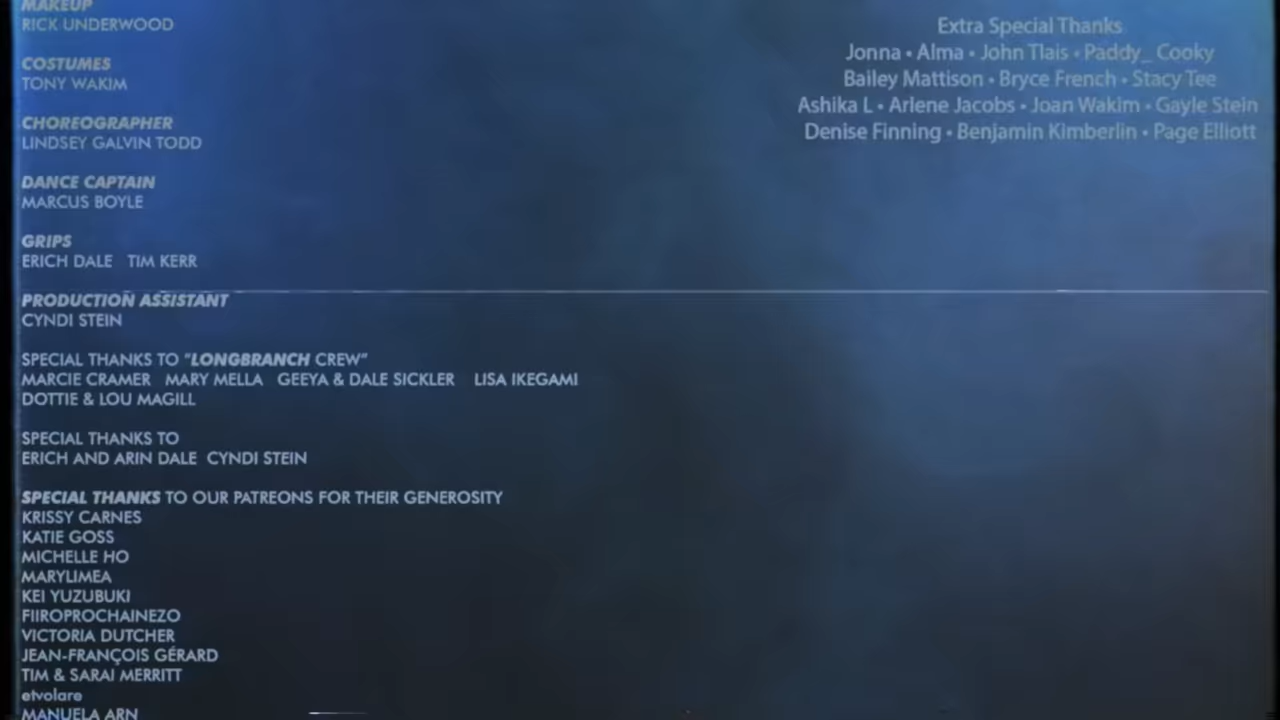 MAKEUP
RICK UNDERWOOD
COSTUMES
TONY WAKIM
CHOREOGRAPHER
LINDSEY GALVIN TODD
DANCE CAPTAIN
MARCUS BOYLE
GRIPS
ERICH DALE TIM KERR
PRODUCTION ASSISTANT
CYNDI STEIN
SPECIAL THANKS TO "LONGBRANCH CREW"
MARCIE CRAMER MARY MELLA GEEYA & DALE SICKLER LISA IKEGAMI
DOTTIE & LOU MAGILL
SPECIAL THANKS TO
ERICH AND ARIN DALE CYNDI STEIN
SPECIAL THANKS TO OUR PATREONS FOR THEIR GENEROSITY
KRISSY CARNES
KATIE GOSS
MICHELLE HO
MARYLIMEA
KEI YUZUBUKI
FIIROPROCHAINEZO
VICTORIA DUTCHER
JEAN-FRANÇOIS GÉRARD
TIM & SARAI MERRITT
etvolare
MANUELA ARN
Extra Special Thanks
Jonna • Alma • John Tlais • Paddy_ Cooky
Bailey Mattison • Bryce French • Stacy Tee
Ashika L • Arlene Jacobs • Joan Wakim • Gayle Stein
Denise Finning • Benjamin Kimberlin • Page Elliott